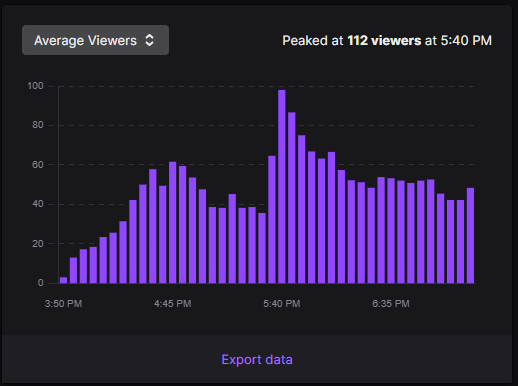 Average Viewers
Peaked at 112 viewers at 5:40 PM
100
80
60
40
20
0
3:50 PM 4:45 PM 5:40 PM 6:35 PM
Export data